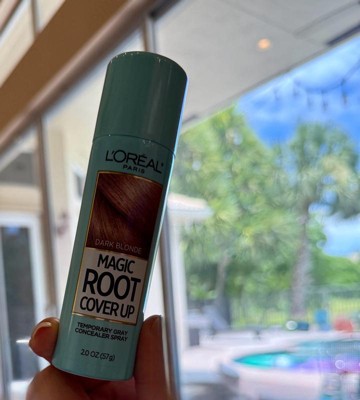 L'ORÉAL
PARIS
DARK BLONDE
MAGIC
ROOT
COVER UP
TEMPORARY GRAY
CONCEALER SPRAY
2.0 OZ (57g)